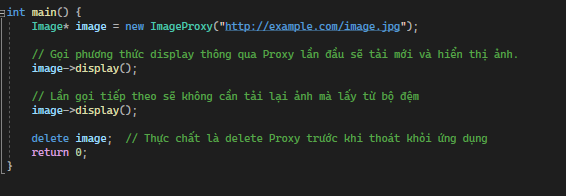 int main() {
Image* image = new ImageProxy("http://example.com/image.jpg");
// Gọi phương thức display thông qua Proxy lần đầu sẽ tải mới và hiển thị ảnh.
image->display();
// Lần gọi tiếp theo sẽ không cần tải lại ảnh mà lấy từ bộ đệm
image->display();
delete image;  // Thực chất là delete Proxy trước khi thoát khỏi ứng dụng
return 0;
}